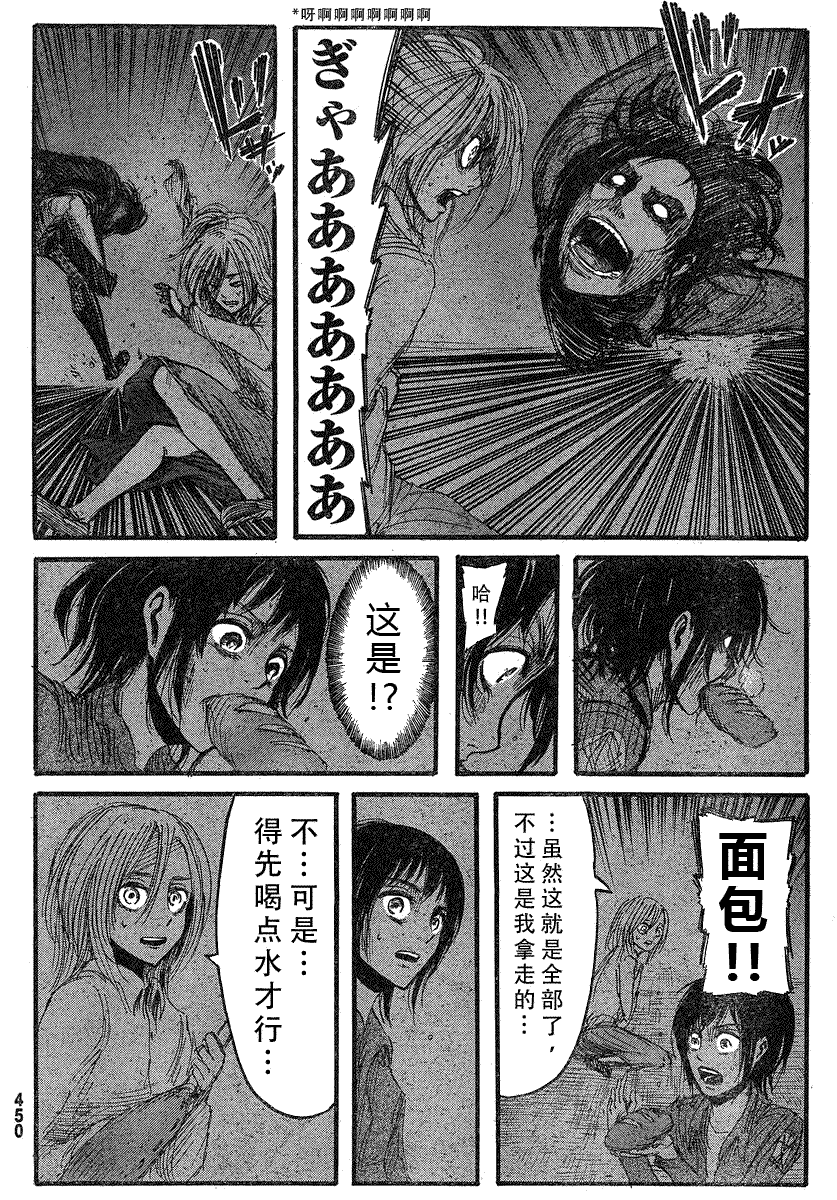 *呀啊啊啊啊啊啊啊
ドォッ
ぎゃああああああああ
ドッ
哈!!
这是!?
面包!!
…虽然这就是全部了，
不过这是我拿走的…
不…可是…
得先喝点水才行…
450